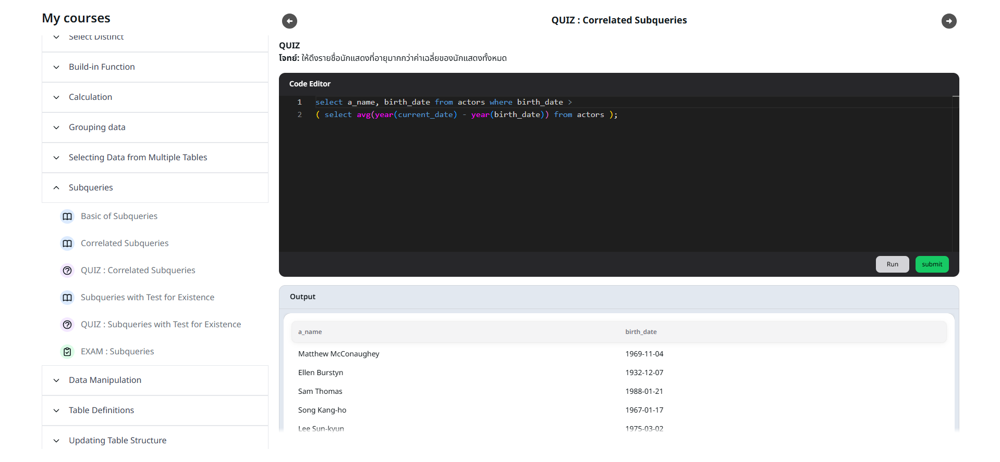 My courses
Select Distinct
Build-in Function
Calculation
Grouping data
Selecting Data from Multiple Tables
Subqueries
Basic of Subqueries
Correlated Subqueries
QUIZ : Correlated Subqueries
Subqueries with Test for Existence
QUIZ : Subqueries with Test for Existence
EXAM : Subqueries
Data Manipulation
Table Definitions
Updating Table Structure
QUIZ : Correlated Subqueries
QUIZ
โจทย์: ให้ดึงรายชื่อนักแสดงที่อายุมากกว่าค่าเฉลี่ยของนักแสดงทั้งหมด
Code Editor
1 select a_name, birth_date from actors where birth_date >
2 ( select avg(year(current_date) - year(birth_date)) from actors );
Run submit
Output
a_name birth_date
Matthew McConaughey 1969-11-04
Ellen Burstyn 1932-12-07
Sam Thomas 1988-01-21
Song Kang-ho 1967-01-17
Lee Sun-kyun 1975-03-02